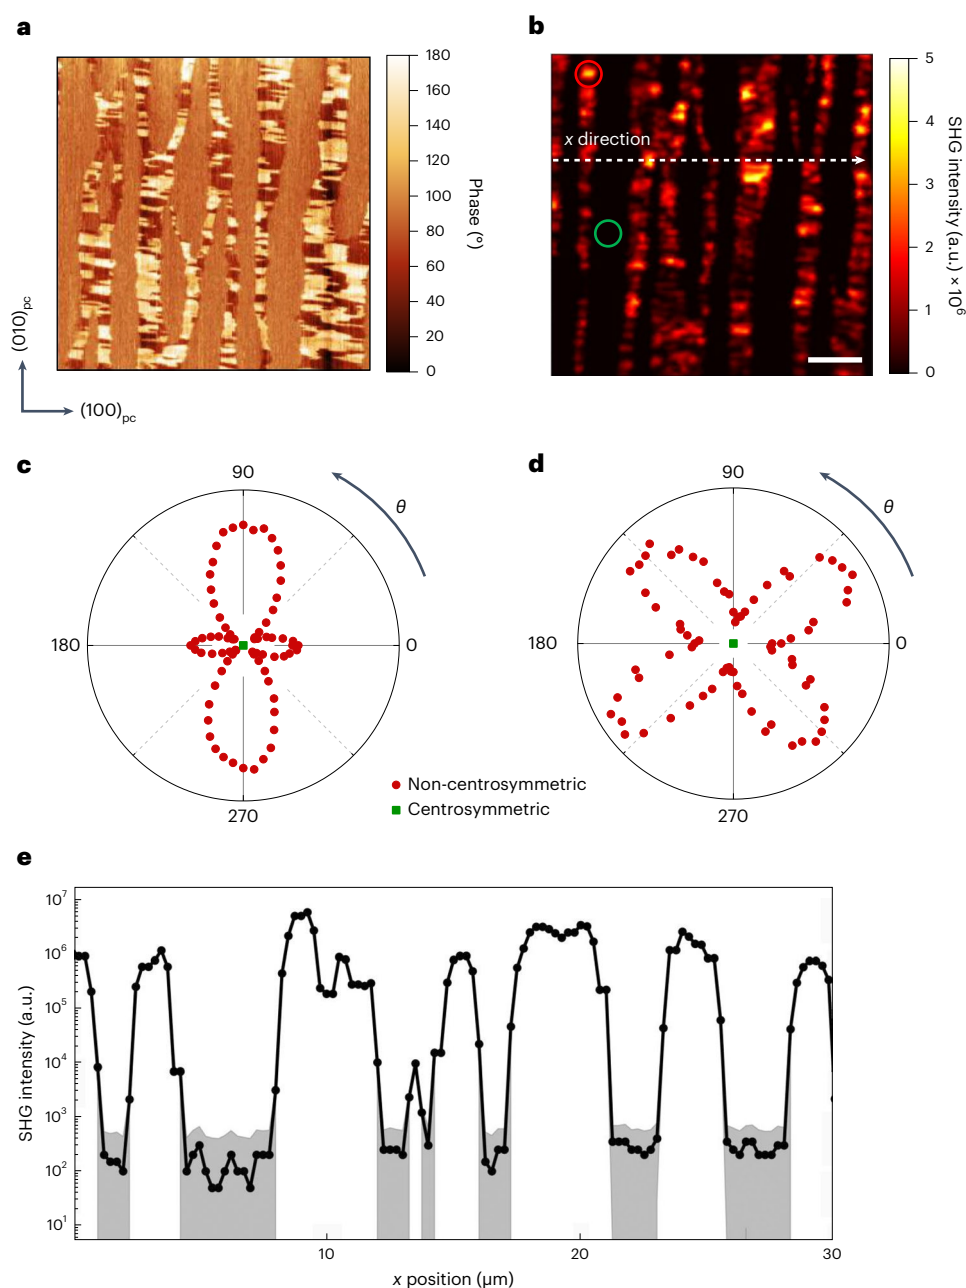 a
180
160
140
120
100
80
60
40
20
0
Phase (°)
(010)pc
(100)pc
b
x direction
5
4
3
2
1
0
SHG intensity (a.u.) × 10⁶
c
90
θ
180
0
270
d
90
θ
180
0
270
Non-centrosymmetric
Centrosymmetric
e
10⁷
10⁶
10⁵
10⁴
10³
10²
10¹
SHG intensity (a.u.)
10
20
30
x position (μm)